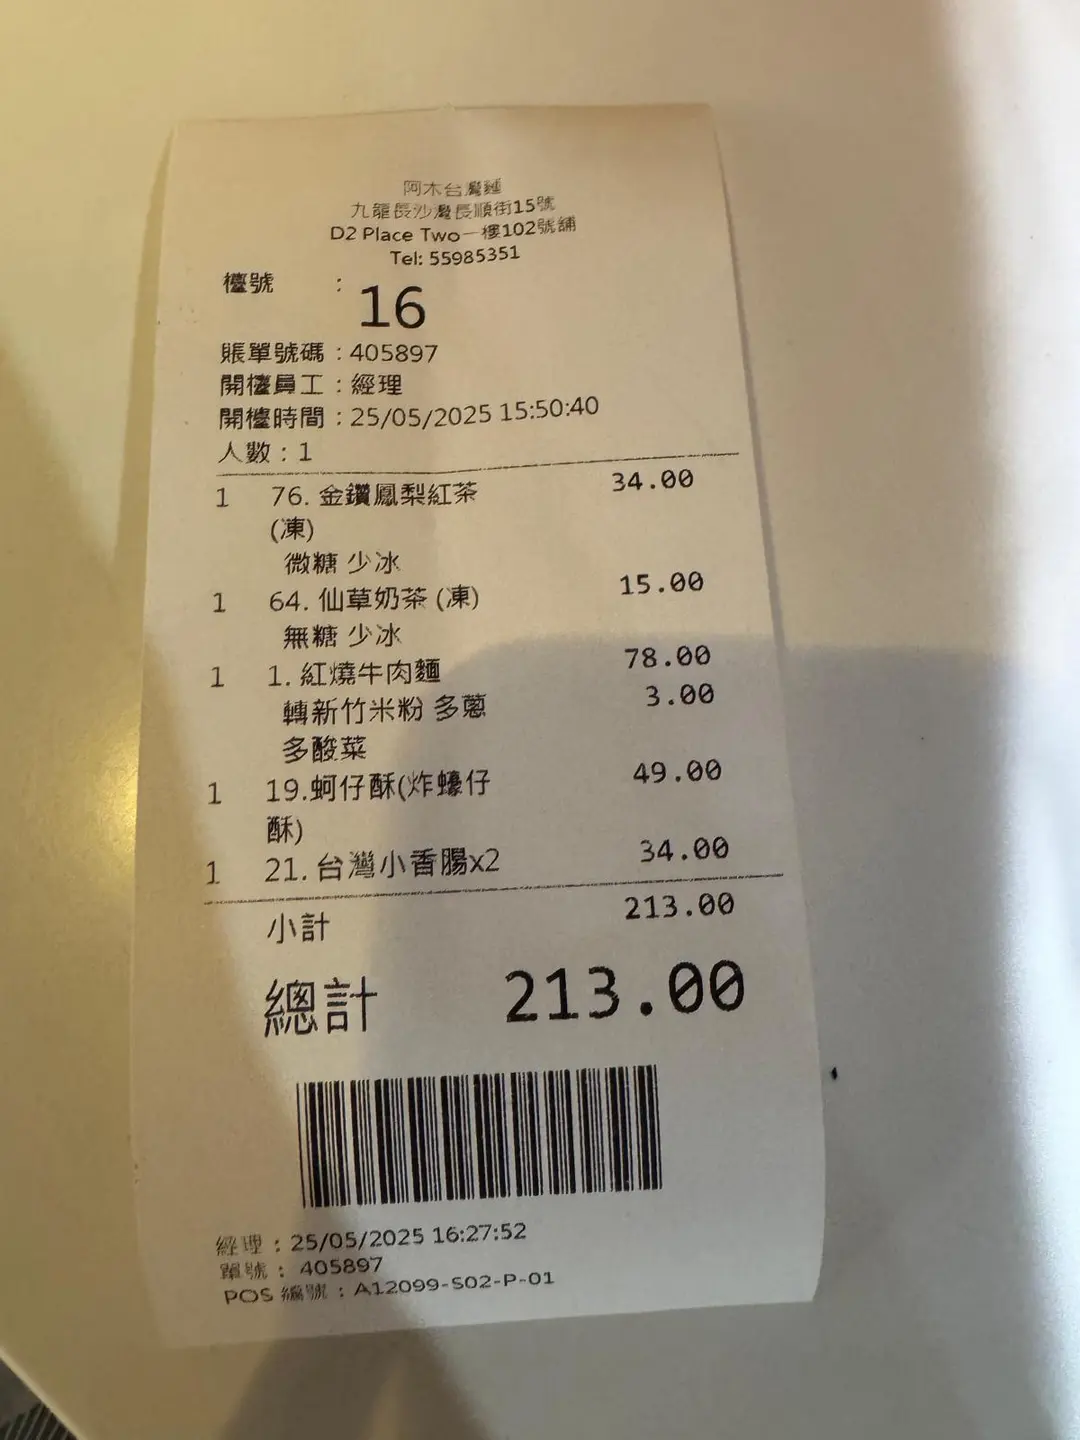 阿木台灣麵
九龍長沙灣長順街15號
D2 Place Two一樓102號舖
Tel: 55985351
檯號 : 16
賬單號碼 : 405897
開檯員工 : 經理
開檯時間 : 25/05/2025 15:50:40
人數 : 1
1 76. 金鑽鳳梨紅茶 34.00
(凍)
微糖 少冰
1 64. 仙草奶茶 (凍) 15.00
無糖 少冰
1 1. 紅燒牛肉麵 78.00
轉新竹米粉 多蔥 3.00
多酸菜
1 19.蚵仔酥(炸蠔仔 49.00
酥)
1 21. 台灣小香腸x2 34.00
小計 213.00
總計 213.00
經理 : 25/05/2025 16:27:52
單號 : 405897
POS 編號 : A12099-S02-P-01